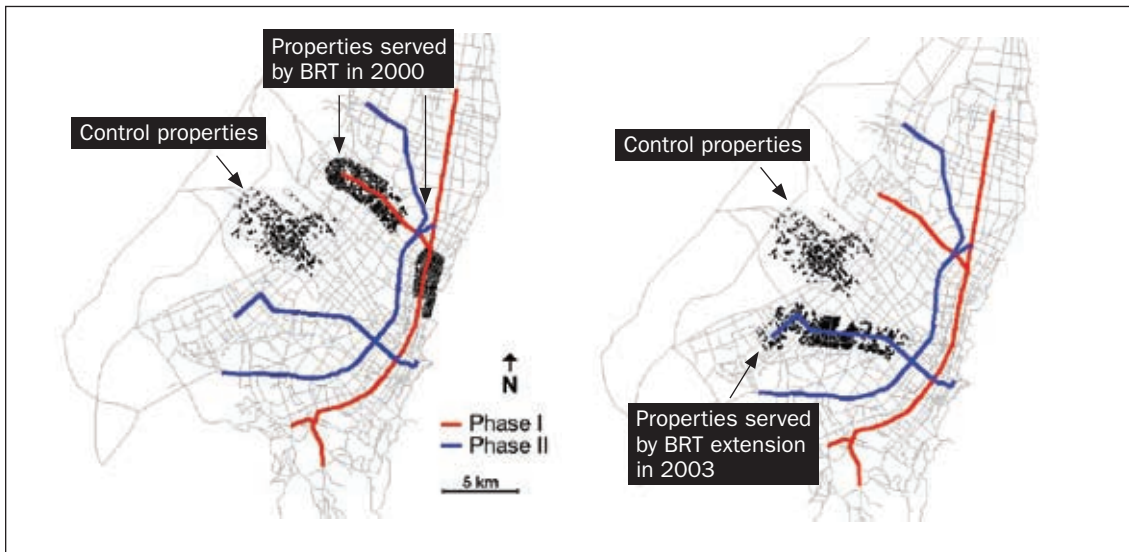 Properties served
by BRT in 2000
Control properties
N
Phase I
Phase II
5 km
Control properties
Properties served
by BRT extension
in 2003